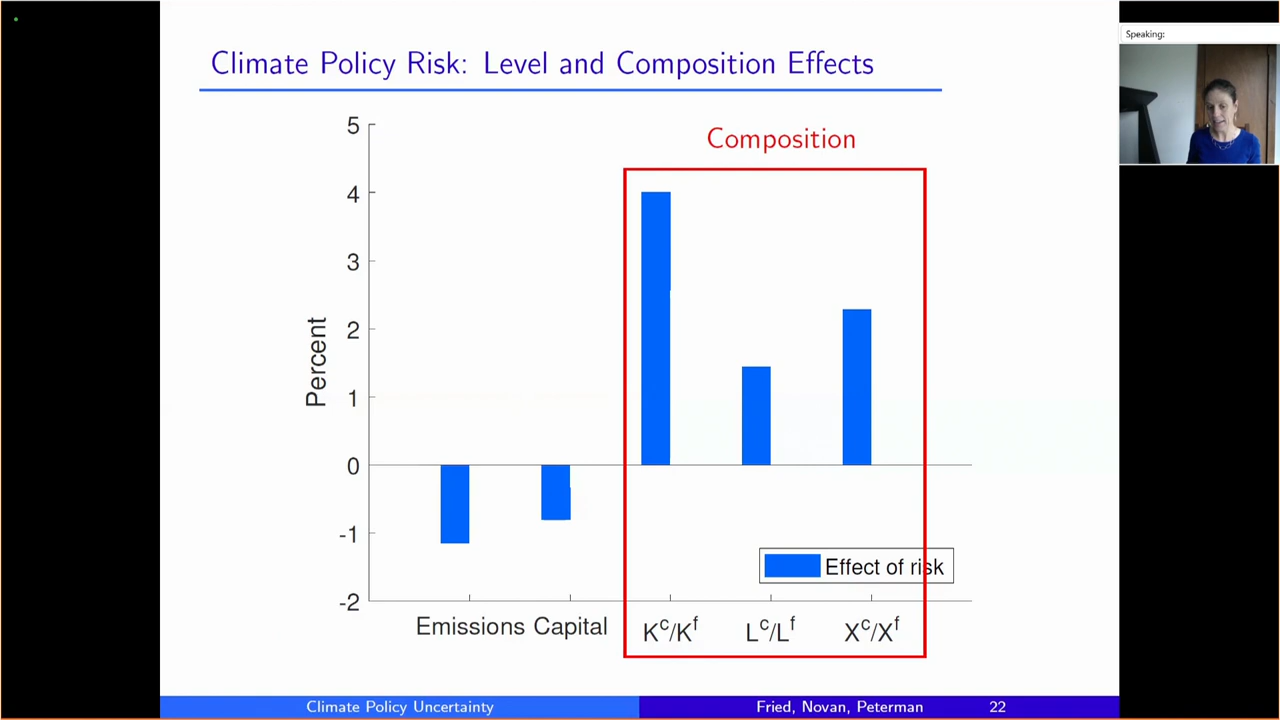 Speaking:
Climate Policy Risk: Level and Composition Effects
Composition
5
4
3
2
1
0
-1
-2
Percent
Effect of risk
Emissions Capital K^c/K^f L^c/L^f X^c/X^f
Climate Policy Uncertainty Fried, Novan, Peterman 22